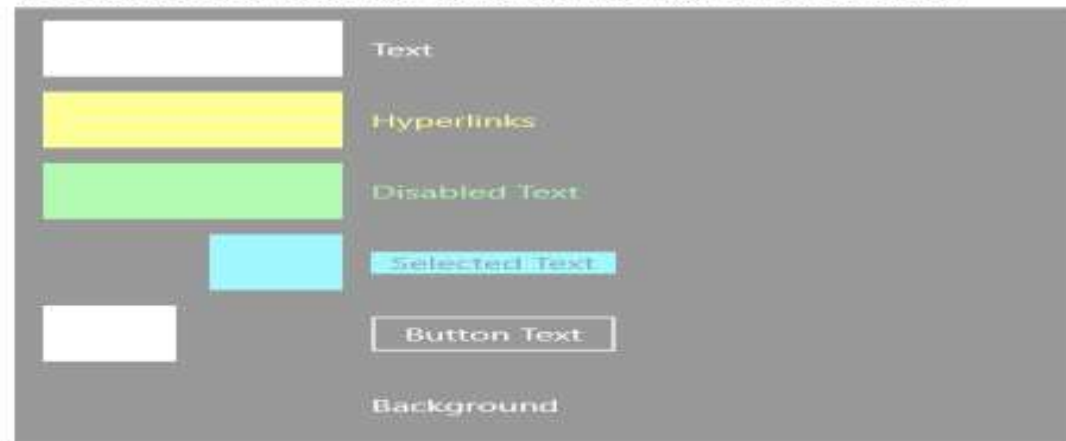 Text
Hyperlinks
Disabled Text
Selected Text
Button Text
Background